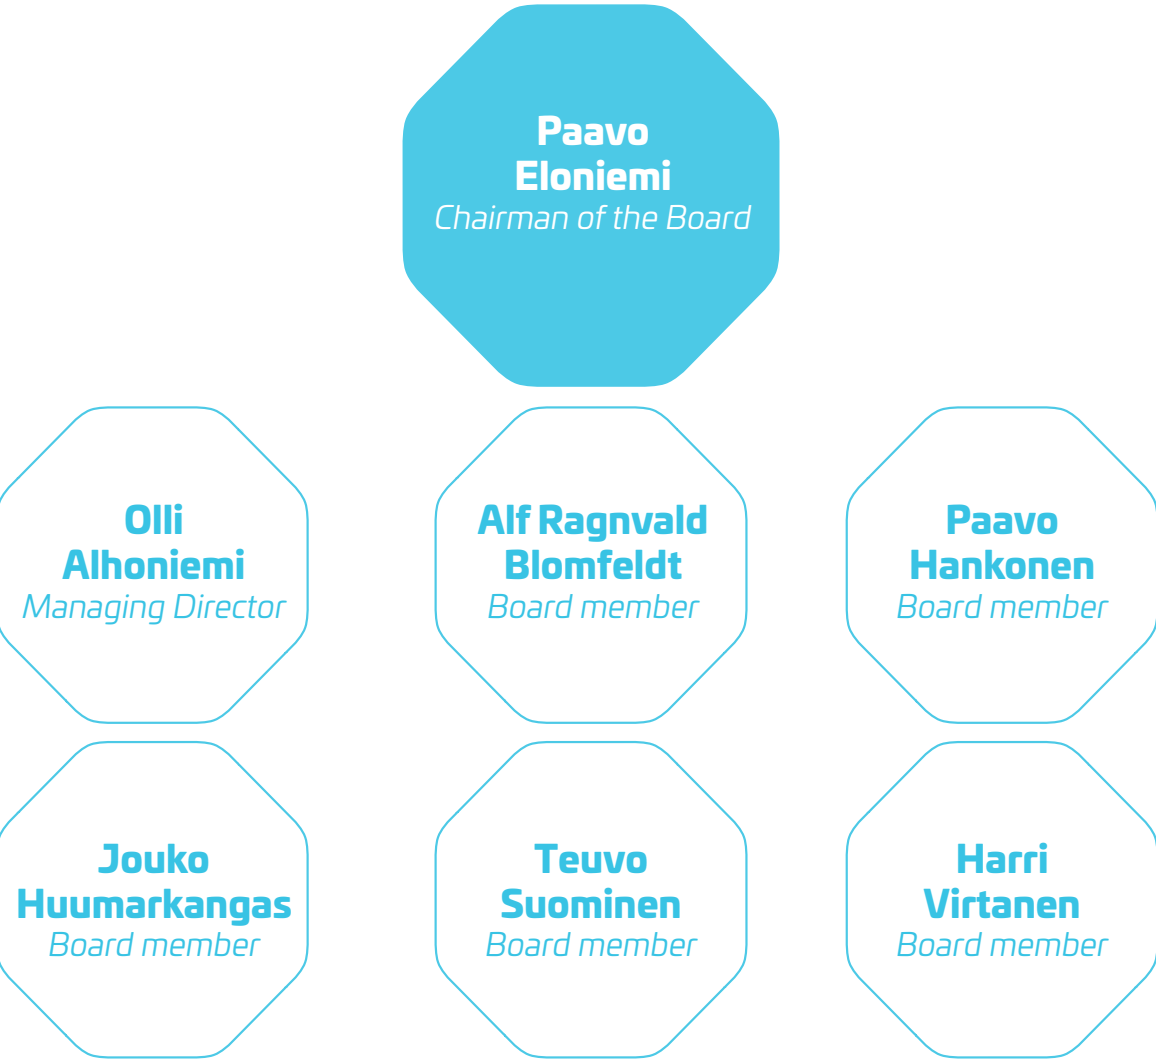 Paavo
Eloniemi
Chairman of the Board
Olli
Alhoniemi
Managing Director
Alf Ragnvald
Blomfeldt
Board member
Paavo
Hankonen
Board member
Jouko
Huumarkangas
Board member
Teuvo
Suominen
Board member
Harri
Virtanen
Board member